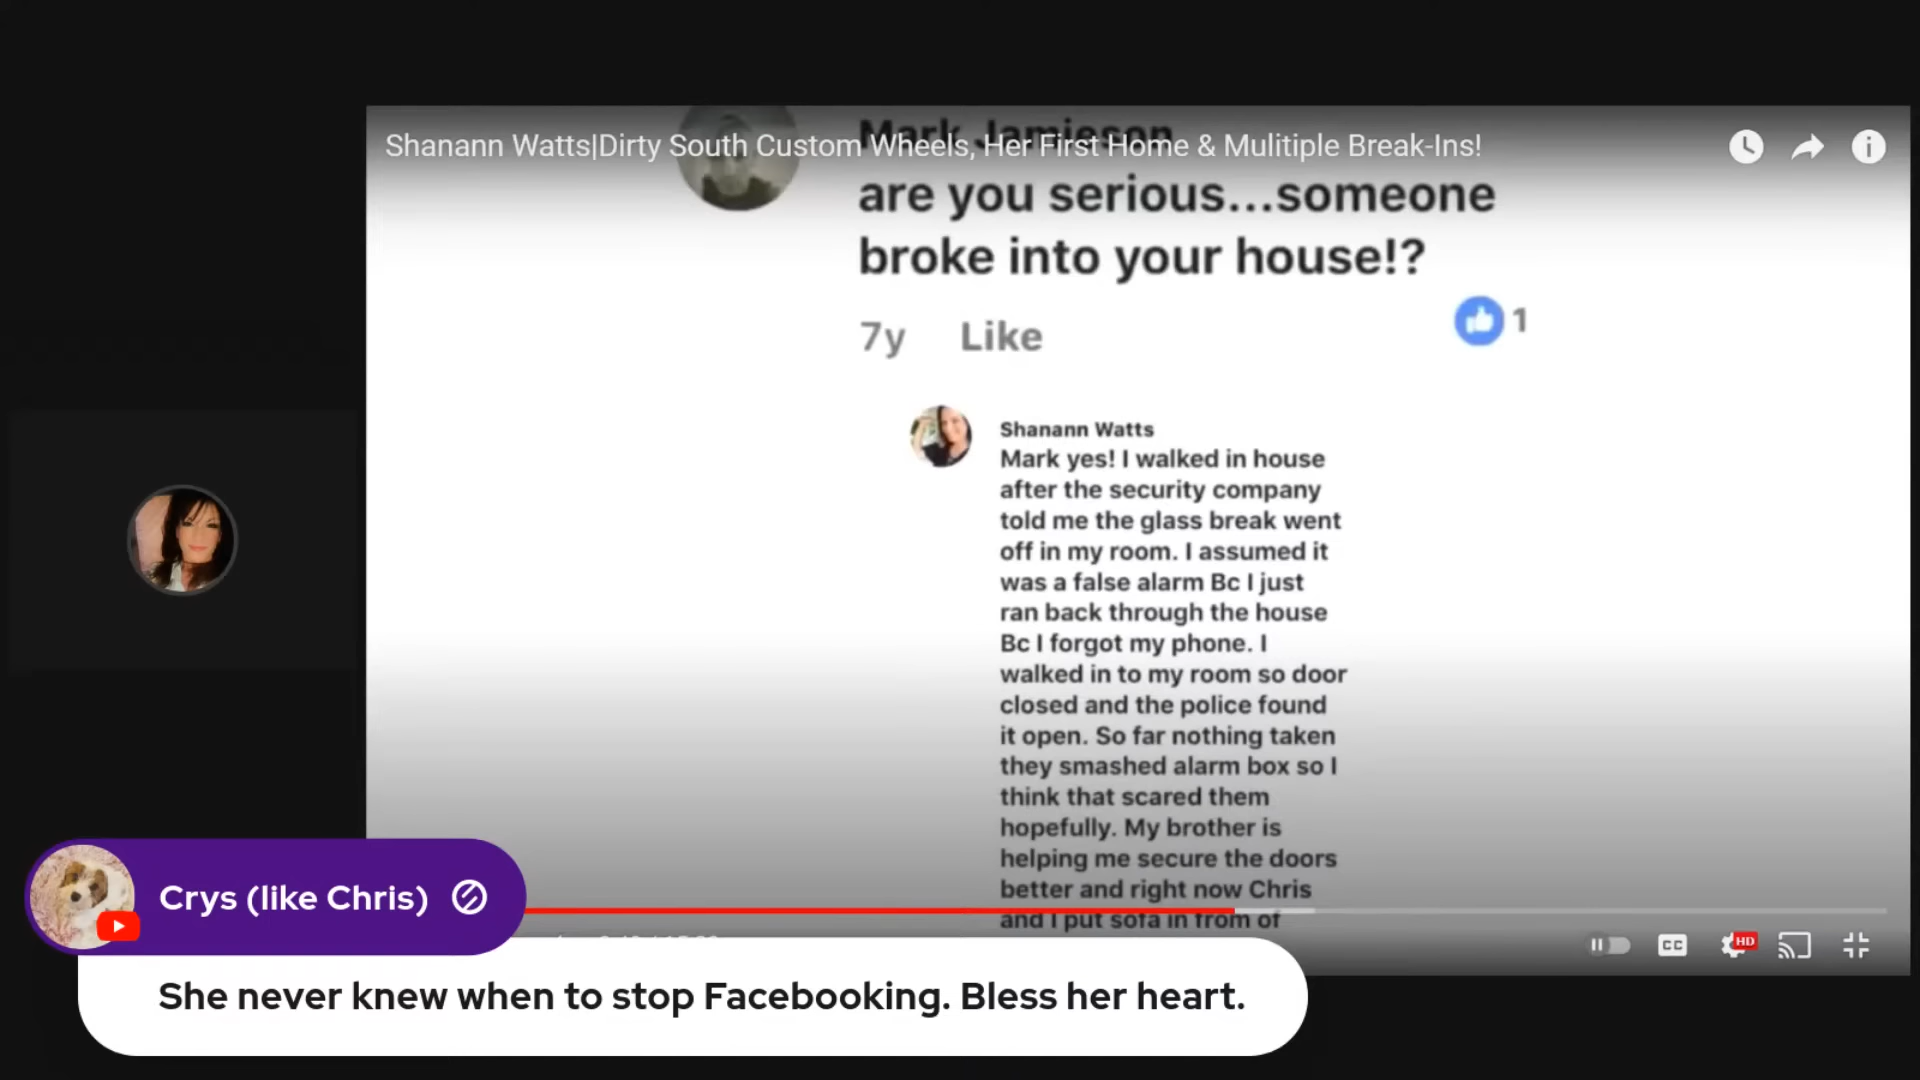 Mark Jamieson
Shanann Watts|Dirty South Custom Wheels, Her First Home & Mulitiple Break-Ins!
are you serious...someone
broke into your house!?
7y Like 1
Shanann Watts
Mark yes! I walked in house
after the security company
told me the glass break went
off in my room. I assumed it
was a false alarm Bc I just
ran back through the house
Bc I forgot my phone. I
walked in to my room so door
closed and the police found
it open. So far nothing taken
they smashed alarm box so I
think that scared them
hopefully. My brother is
helping me secure the doors
better and right now Chris
and I put sofa in from of
Crys (like Chris)
CC HD
She never knew when to stop Facebooking. Bless her heart.